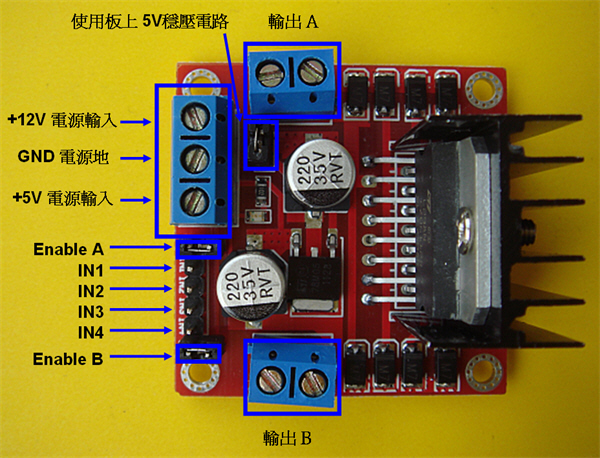 使用板上 5V穩壓電路
輸出 A
+12V 電源輸入
GND 電源地
+5V 電源輸入
Enable A
IN1
IN2
IN3
IN4
Enable B
220
35V
RVT
220
35V
RVT
輸出 B